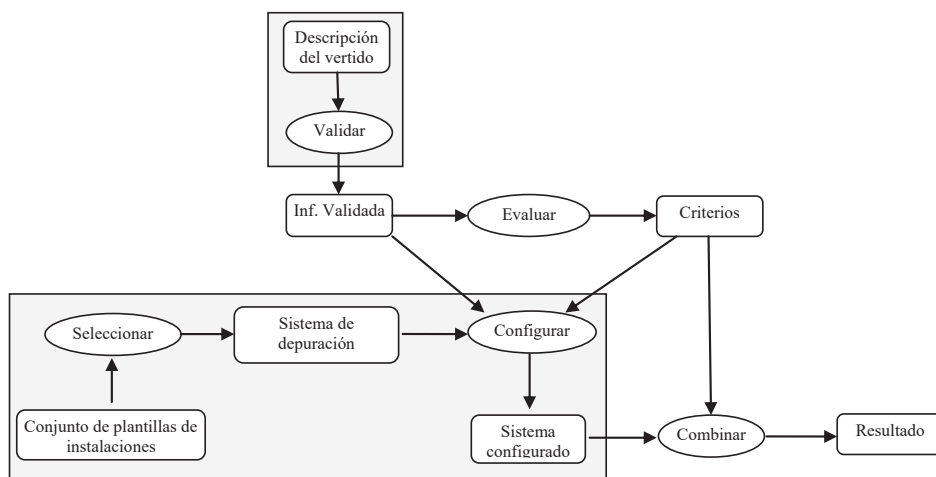 Descripción
del vertido
Validar
Inf. Validada
Evaluar
Criterios
Seleccionar
Sistema de
depuración
Configurar
Conjunto de plantillas de
instalaciones
Sistema
configurado
Combinar
Resultado